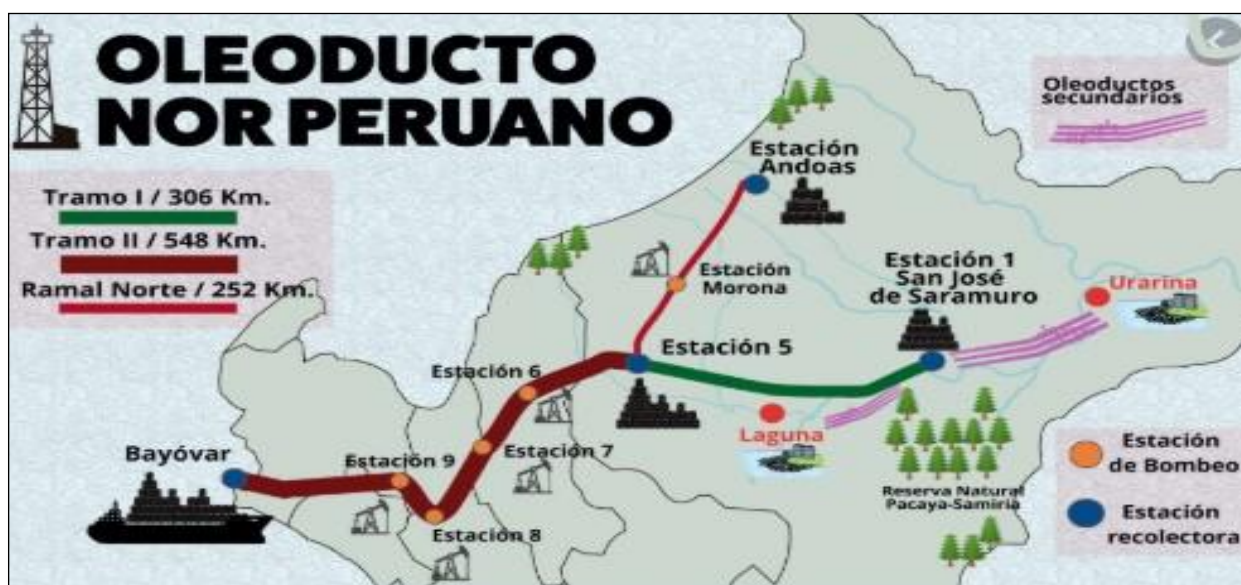 OLEODUCTO
NOR PERUANO
Tramo I / 306 Km.
Tramo II / 548 Km.
Ramal Norte / 252 Km.
Oleoductos
secundarios
Estación
Andoas
Estación
Morona
Estación 1
San José
de Saramuro
Urarina
Estación 5
Estación 6
Laguna
Estación 7
Estación 9
Bayóvar
Estación 8
Reserva Natural
Pacaya-Samiria
Estación
de Bombeo
Estación
recolectora